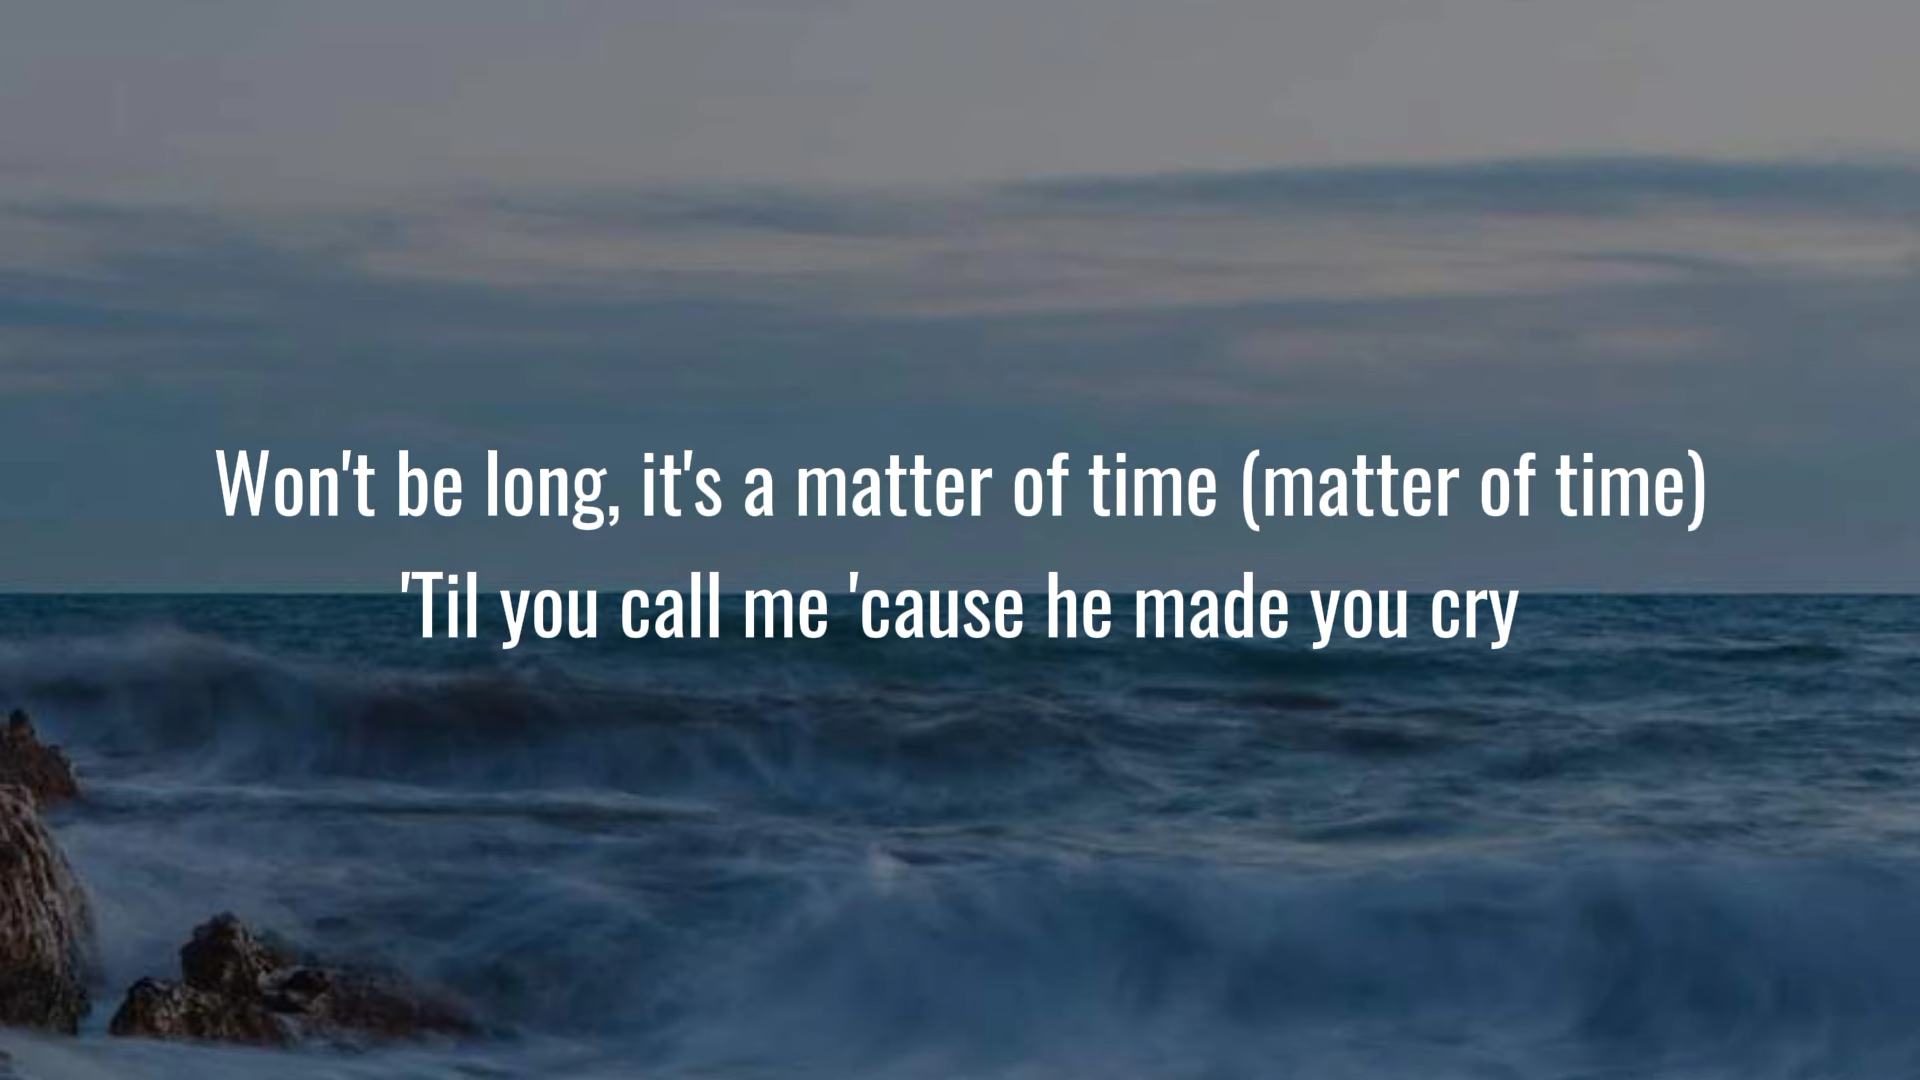 Won't be long, it's a matter of time (matter of time)
'Til you call me 'cause he made you cry